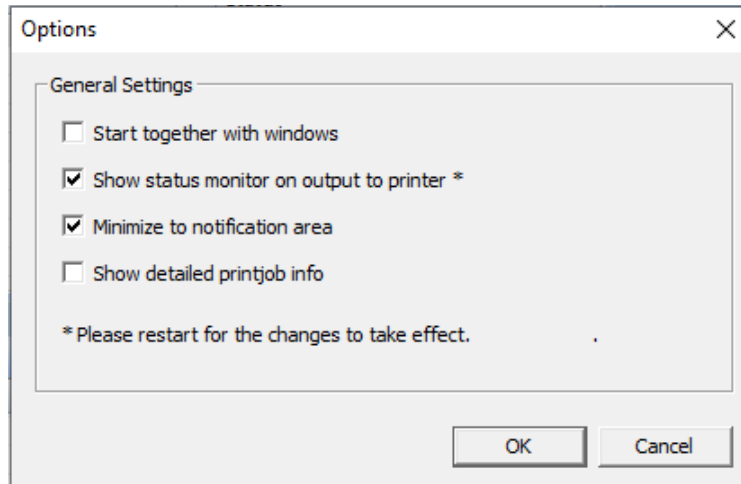 Options
General Settings
Start together with windows
Show status monitor on output to printer *
Minimize to notification area
Show detailed printjob info
* Please restart for the changes to take effect. .
OK Cancel